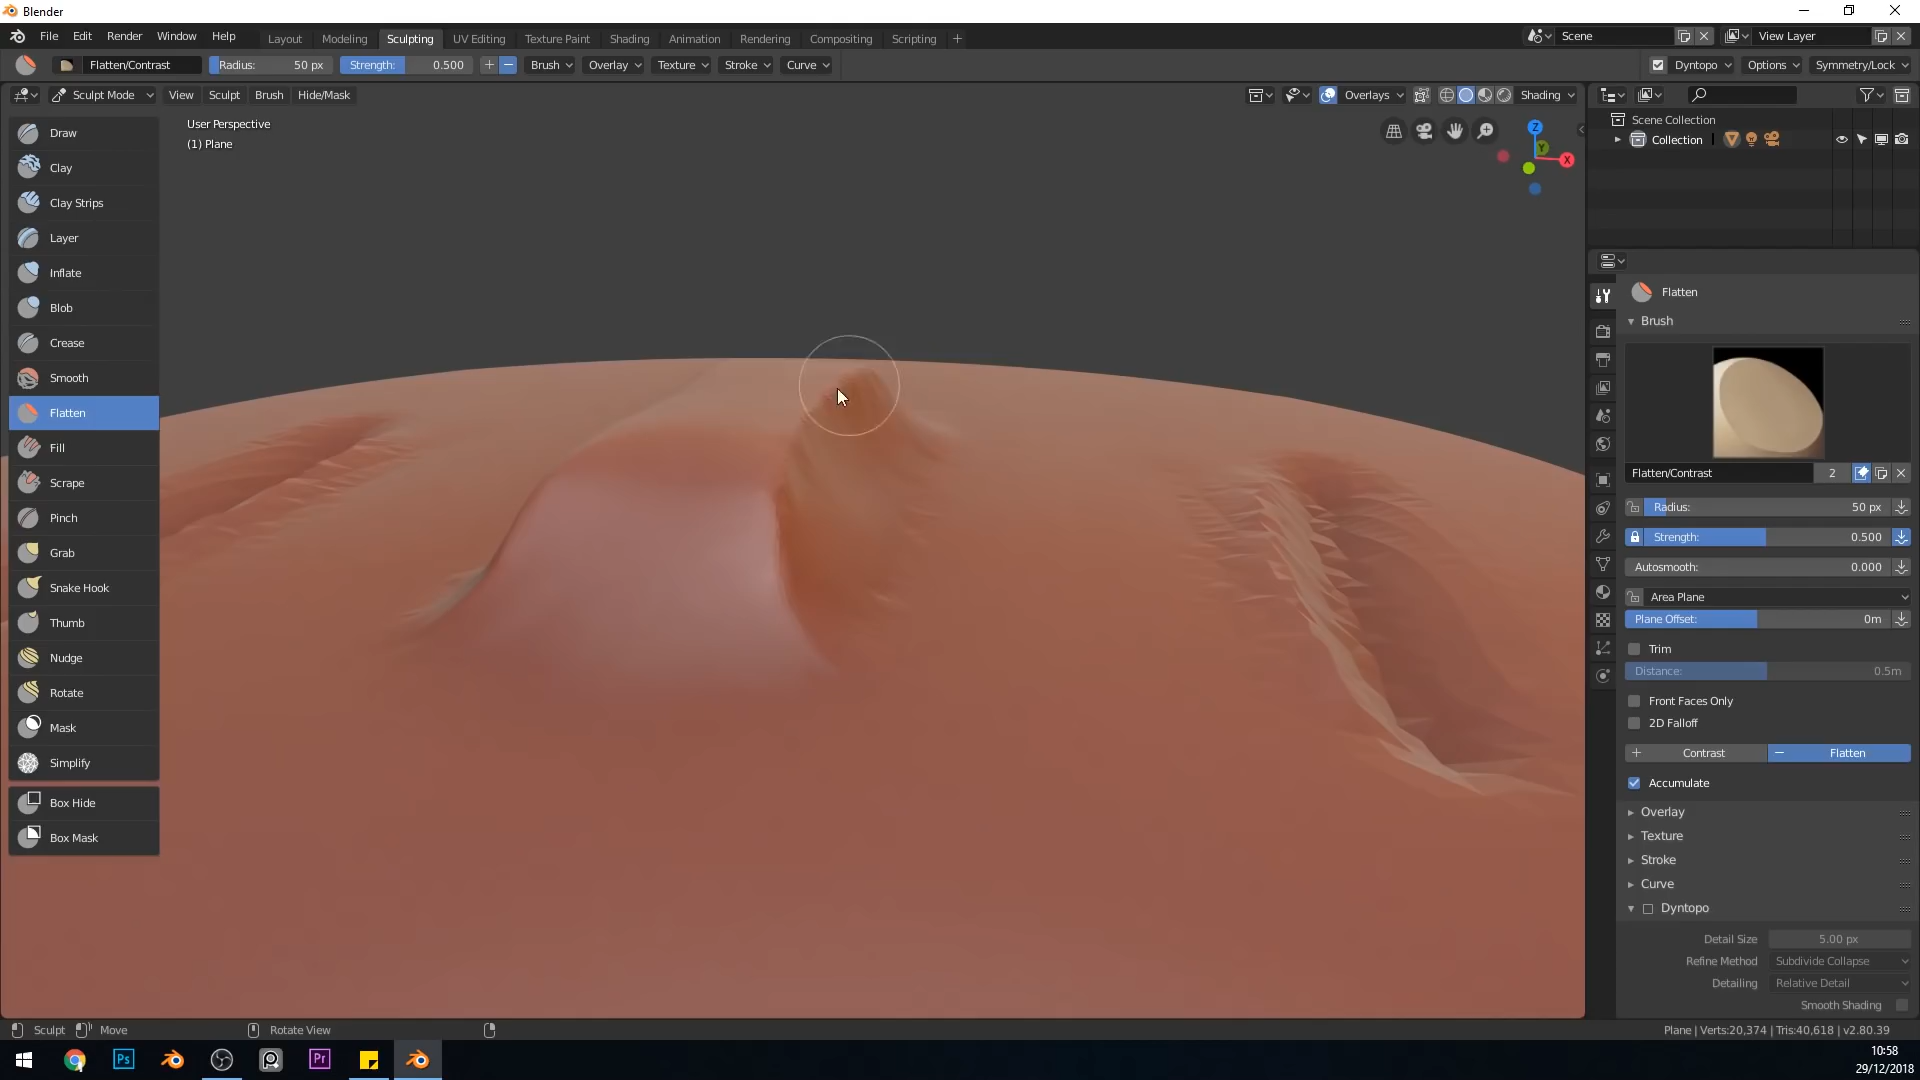 Blender
File Edit Render Window Help Layout Modeling Sculpting UV Editing Texture Paint Shading Animation Rendering Compositing Scripting + Scene View Layer
Flatten/Contrast Radius: 50 px Strength: 0.500 Brush Overlay Texture Stroke Curve Dyntopo Options Symmetry/Lock
Sculpt Mode View Sculpt Brush Hide/Mask Overlays Shading
User Perspective
(1) Plane
Z
Y
X
Draw
Clay
Clay Strips
Layer
Inflate
Blob
Crease
Smooth
Flatten
Fill
Scrape
Pinch
Grab
Snake Hook
Thumb
Nudge
Rotate
Mask
Simplify
Box Hide
Box Mask
Scene Collection
Collection
Flatten
Brush
Flatten/Contrast 2
Radius: 50 px
Strength: 0.500
Autosmooth: 0.000
Area Plane
Plane Offset: 0m
Trim
Distance: 0.5m
Front Faces Only
2D Falloff
Contrast Flatten
Accumulate
Overlay
Texture
Stroke
Curve
Dyntopo
Detail Size 5.00 px
Refine Method Subdivide Collapse
Detailing Relative Detail
Smooth Shading
Sculpt Move Rotate View Plane | Verts:20,374 | Tris:40,618 | v2.80.39
Ps Pr
10:58
29/12/2018